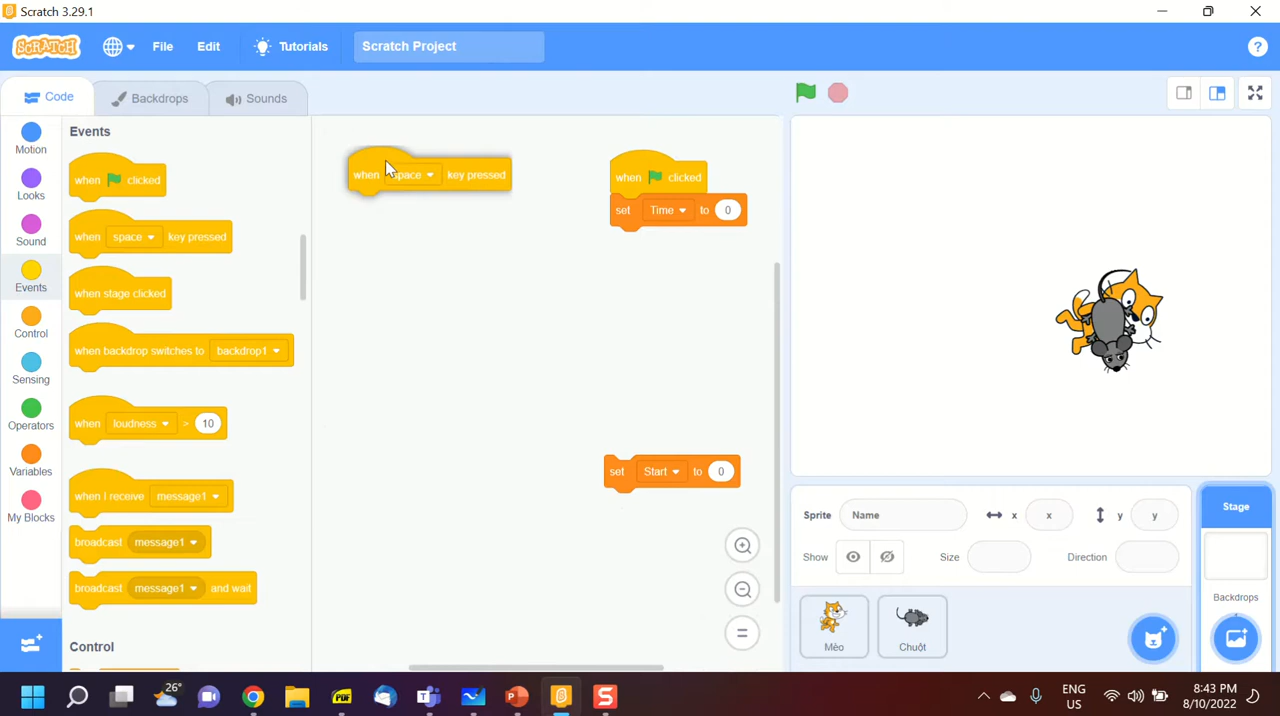 Scratch 3.29.1
SCRATCH File Edit Tutorials Scratch Project ?
Code Backdrops Sounds
Motion
Looks
Sound
Events
Control
Sensing
Operators
Variables
My Blocks
Events
when clicked
when space key pressed
when stage clicked
when backdrop switches to backdrop1
when loudness > 10
when I receive message1
broadcast message1
broadcast message1 and wait
Control
when space key pressed
when clicked
set Time to 0
set Start to 0
Sprite Name x x y y
Show Size Direction
Mèo
Chuột
Stage
Backdrops
26°
ENG
US
8:43 PM
8/10/2022